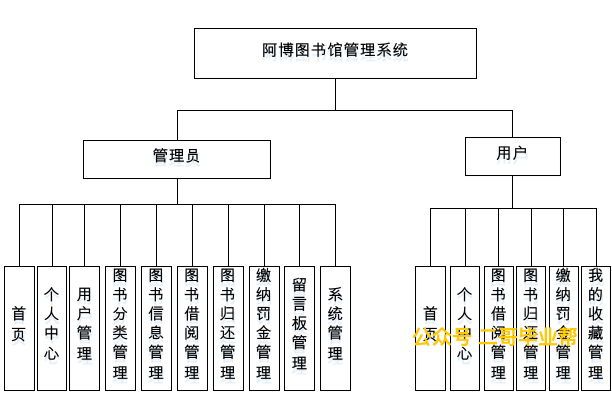 阿博图书馆管理系统
管理员
用户
首页
个人中心
用户管理
图书分类管理
图书信息管理
图书借阅管理
图书归还管理
缴纳罚金管理
留言板管理
系统管理
首页
个人中心
图书借阅管理
图书归还管理
缴纳罚金管理
我的收藏管理
公众号 二哥毕业帮